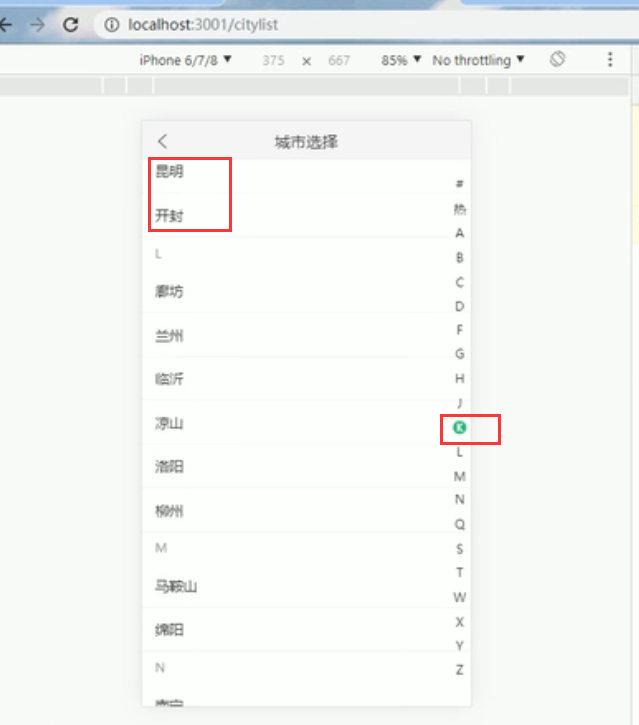 localhost:3001/citylist
iPhone 6/7/8 ▼ 375 × 667 85% ▼ No throttling ▼
城市选择
昆明
开封
L
廊坊
兰州
临沂
凉山
洛阳
柳州
M
马鞍山
绵阳
N
#
热
A
B
C
D
F
G
H
J
K
L
M
N
Q
S
T
W
X
Y
Z